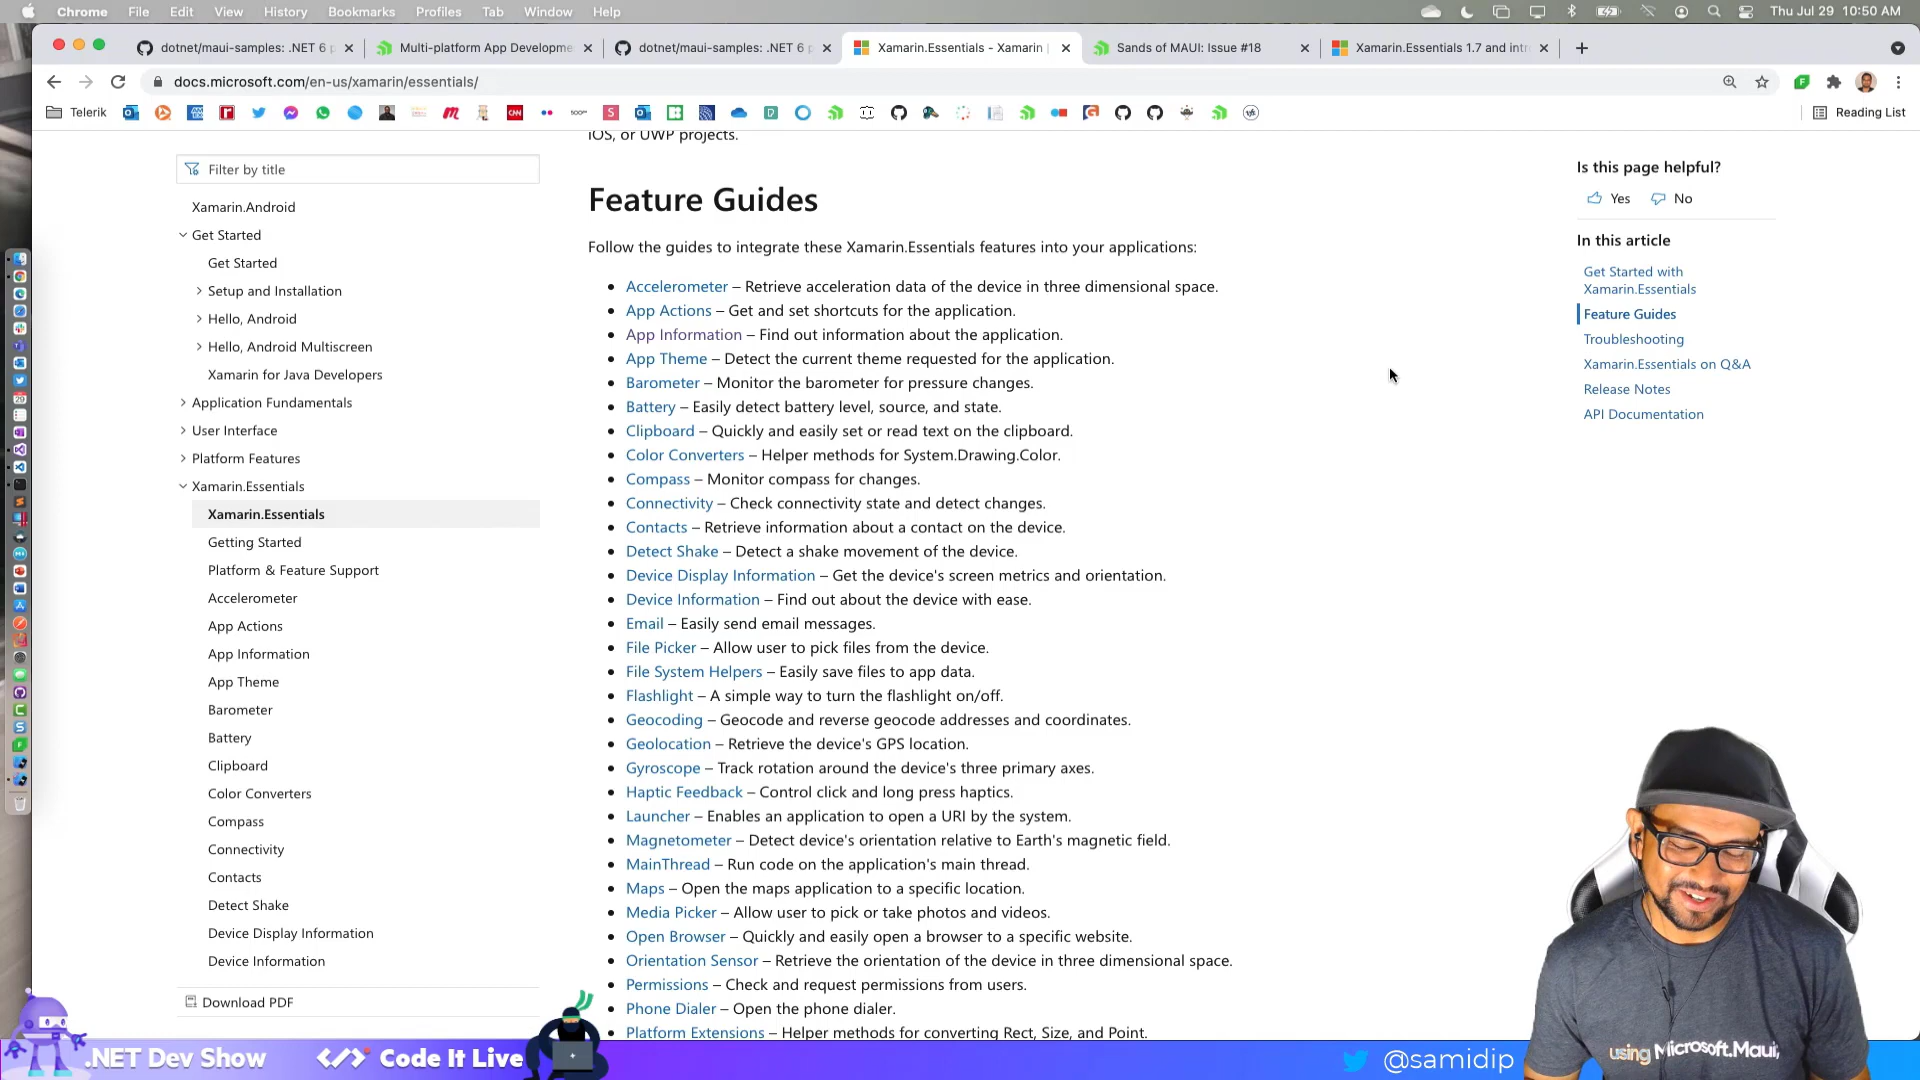 Chrome File Edit View History Bookmarks Profiles Tab Window Help Thu Jul 29 10:50 AM
dotnet/maui-samples: .NET 6 p Multi-platform App Developme dotnet/maui-samples: .NET 6 p Xamarin.Essentials - Xamarin Sands of MAUI: Issue #18 Xamarin.Essentials 1.7 and intr
docs.microsoft.com/en-us/xamarin/essentials/
Telerik Reading List
iOS, or UWP projects.
Filter by title
Xamarin.Android
Get Started
Get Started
Setup and Installation
Hello, Android
Hello, Android Multiscreen
Xamarin for Java Developers
Application Fundamentals
User Interface
Platform Features
Xamarin.Essentials
Xamarin.Essentials
Getting Started
Platform & Feature Support
Accelerometer
App Actions
App Information
App Theme
Barometer
Battery
Clipboard
Color Converters
Compass
Connectivity
Contacts
Detect Shake
Device Display Information
Device Information
Download PDF
Feature Guides
Follow the guides to integrate these Xamarin.Essentials features into your applications:
Accelerometer – Retrieve acceleration data of the device in three dimensional space.
App Actions – Get and set shortcuts for the application.
App Information – Find out information about the application.
App Theme – Detect the current theme requested for the application.
Barometer – Monitor the barometer for pressure changes.
Battery – Easily detect battery level, source, and state.
Clipboard – Quickly and easily set or read text on the clipboard.
Color Converters – Helper methods for System.Drawing.Color.
Compass – Monitor compass for changes.
Connectivity – Check connectivity state and detect changes.
Contacts – Retrieve information about a contact on the device.
Detect Shake – Detect a shake movement of the device.
Device Display Information – Get the device's screen metrics and orientation.
Device Information – Find out about the device with ease.
Email – Easily send email messages.
File Picker – Allow user to pick files from the device.
File System Helpers – Easily save files to app data.
Flashlight – A simple way to turn the flashlight on/off.
Geocoding – Geocode and reverse geocode addresses and coordinates.
Geolocation – Retrieve the device's GPS location.
Gyroscope – Track rotation around the device's three primary axes.
Haptic Feedback – Control click and long press haptics.
Launcher – Enables an application to open a URI by the system.
Magnetometer – Detect device's orientation relative to Earth's magnetic field.
MainThread – Run code on the application's main thread.
Maps – Open the maps application to a specific location.
Media Picker – Allow user to pick or take photos and videos.
Open Browser – Quickly and easily open a browser to a specific website.
Orientation Sensor – Retrieve the orientation of the device in three dimensional space.
Permissions – Check and request permissions from users.
Phone Dialer – Open the phone dialer.
Platform Extensions – Helper methods for converting Rect, Size, and Point.
Is this page helpful?
Yes No
In this article
Get Started with
Xamarin.Essentials
Feature Guides
Troubleshooting
Xamarin.Essentials on Q&A
Release Notes
API Documentation
.NET Dev Show Code It Live @samidip
using Microsoft.Maui;